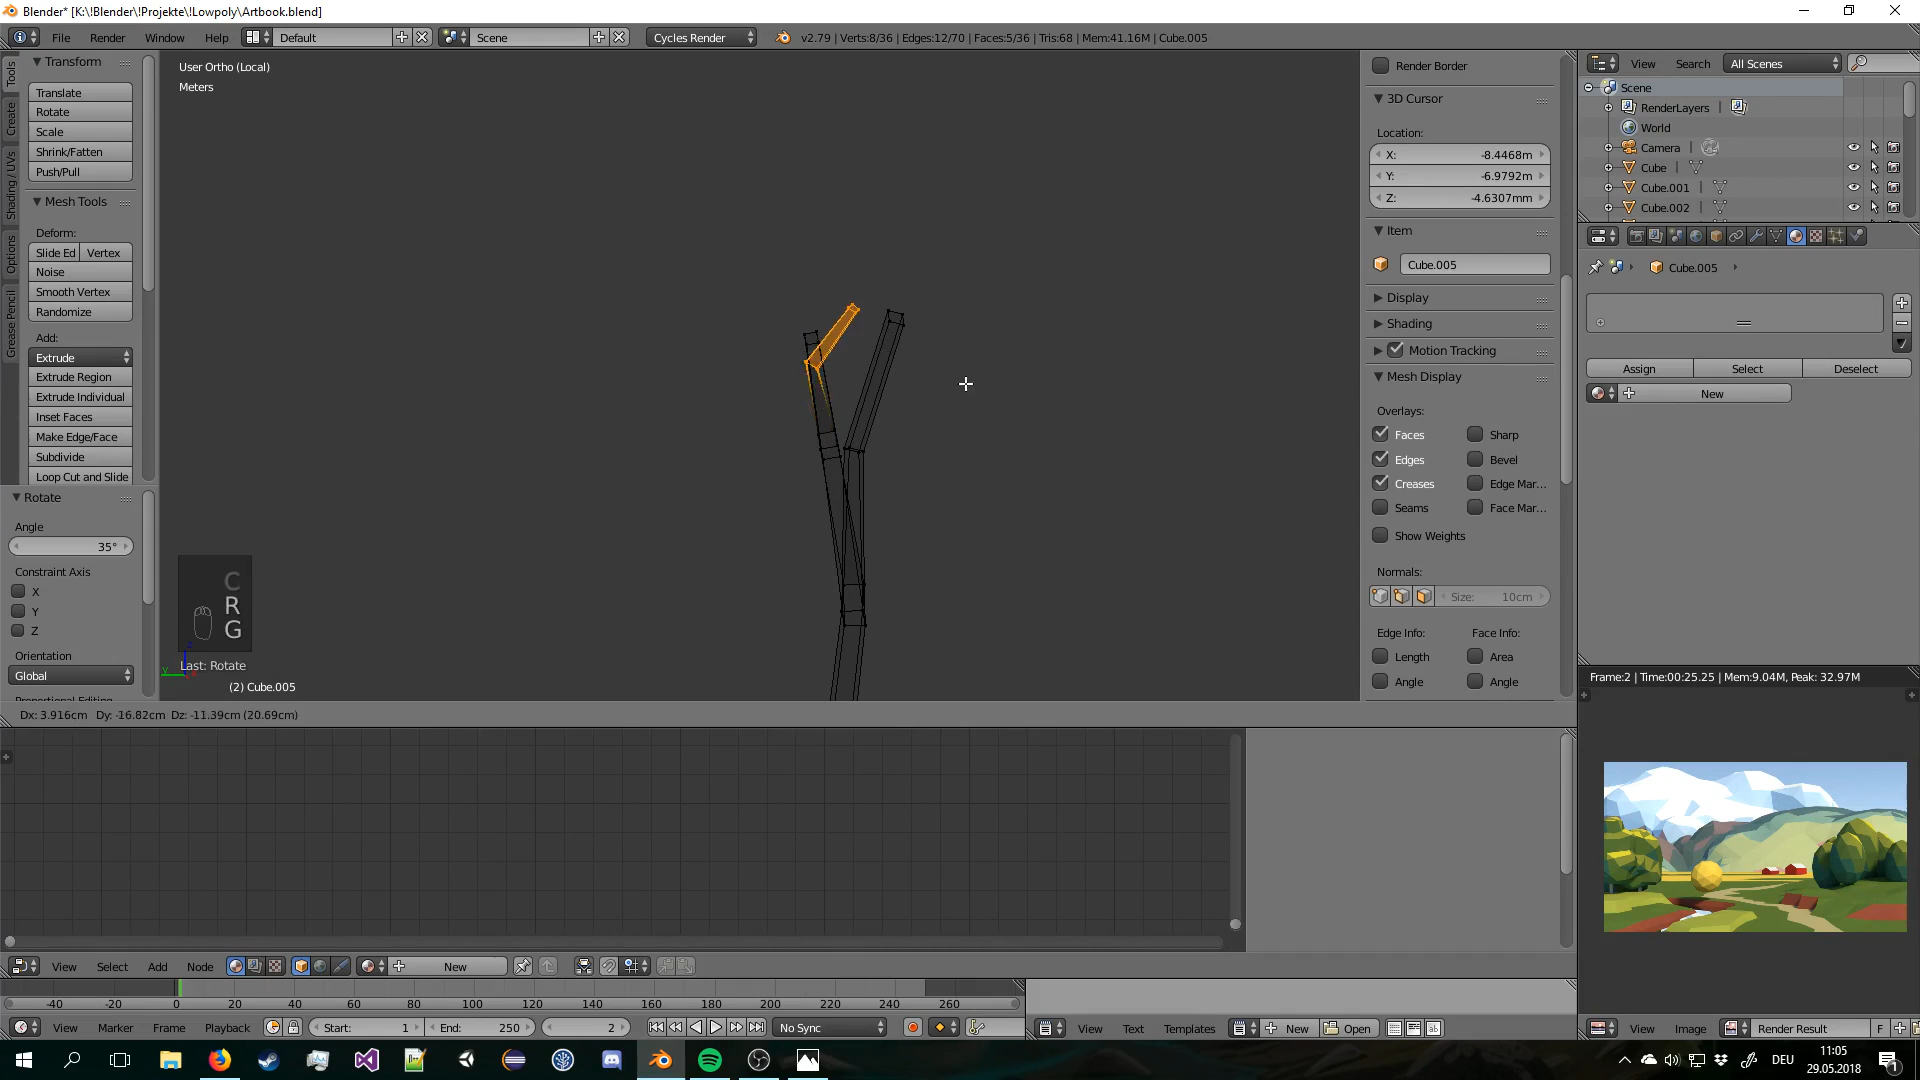 Blender* [K:\!Blender\!Projekte\!Lowpoly\Artbook.blend]
File Render Window Help Default Scene Cycles Render v2.79 | Verts:8/36 | Edges:12/70 | Faces:5/36 | Tris:68 | Mem:41.16M | Cube.005
Tools
Create
Shading / UVs
Options
Grease Pencil
Transform
Translate
Rotate
Scale
Shrink/Fatten
Push/Pull
Mesh Tools
Deform:
Slide Ed Vertex
Noise
Smooth Vertex
Randomize
Add:
Extrude
Extrude Region
Extrude Individual
Inset Faces
Make Edge/Face
Subdivide
Loop Cut and Slide
Rotate
Angle
35°
Constraint Axis
X
Y
Z
Orientation
Global
User Ortho (Local)
Meters
C
R
G
Last: Rotate
(2) Cube.005
Dx: 3.916cm Dy: -16.82cm Dz: -11.39cm (20.69cm)
Render Border
3D Cursor
Location:
X: -8.4468m
Y: -6.9792m
Z: -4.6307mm
Item
Cube.005
Display
Shading
Motion Tracking
Mesh Display
Overlays:
Faces Sharp
Edges Bevel
Creases Edge Mar...
Seams Face Mar...
Show Weights
Normals:
Size: 10cm
Edge Info: Face Info:
Length Area
Angle Angle
View Search All Scenes
Scene
RenderLayers
World
Camera
Cube
Cube.001
Cube.002
Cube.005
Assign Select Deselect
New
Frame:2 | Time:00:25.25 | Mem:9.04M, Peak: 32.97M
View Select Add Node New
-40 -20 0 20 40 60 80 100 120 140 160 180 200 220 240 260
View Marker Frame Playback Start: 1 End: 250 2 No Sync
View Text Templates New Open
View Image Render Result F
DEU
11:05
29.05.2018
1